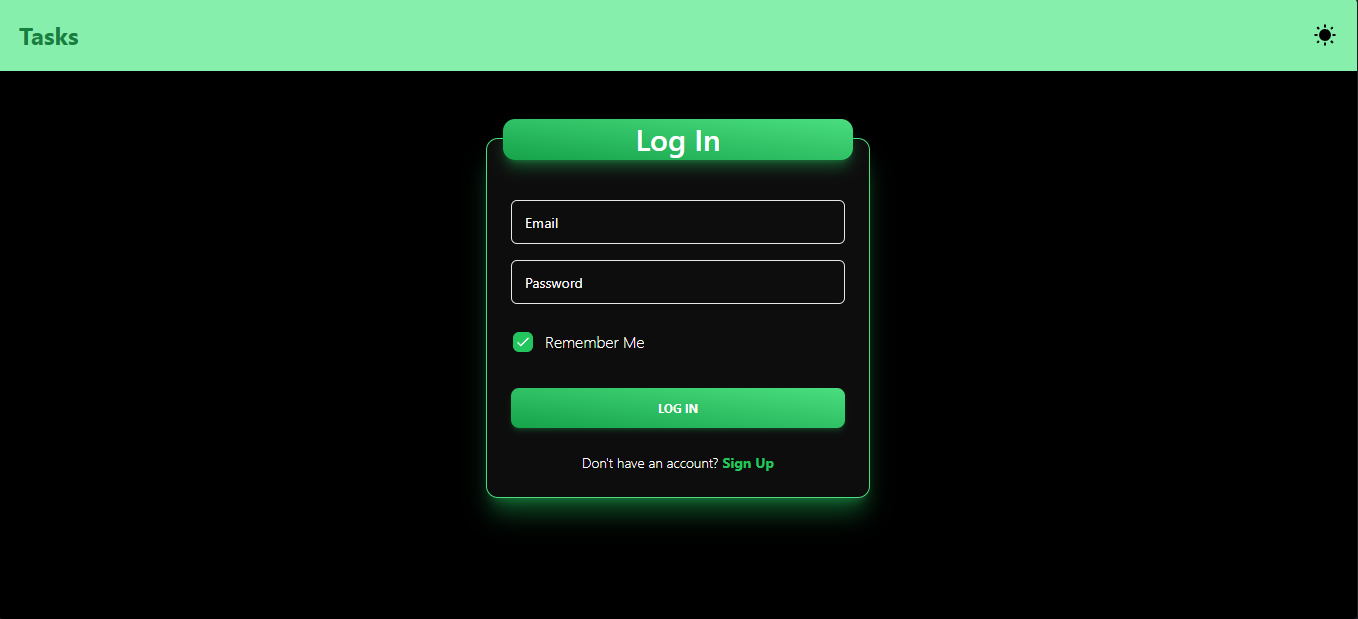 Tasks
Log In
Email
Password
Remember Me
LOG IN
Don't have an account? Sign Up